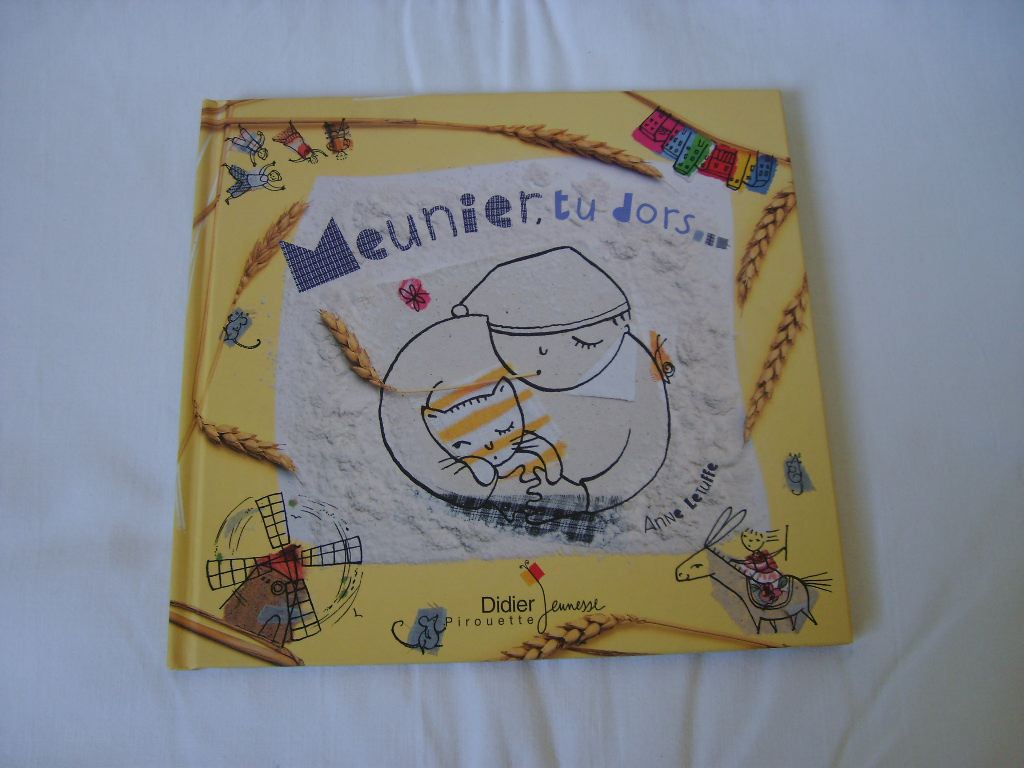 Meunier, tu dors...
Anne Letuffe
Didier Jeunesse
Pirouette